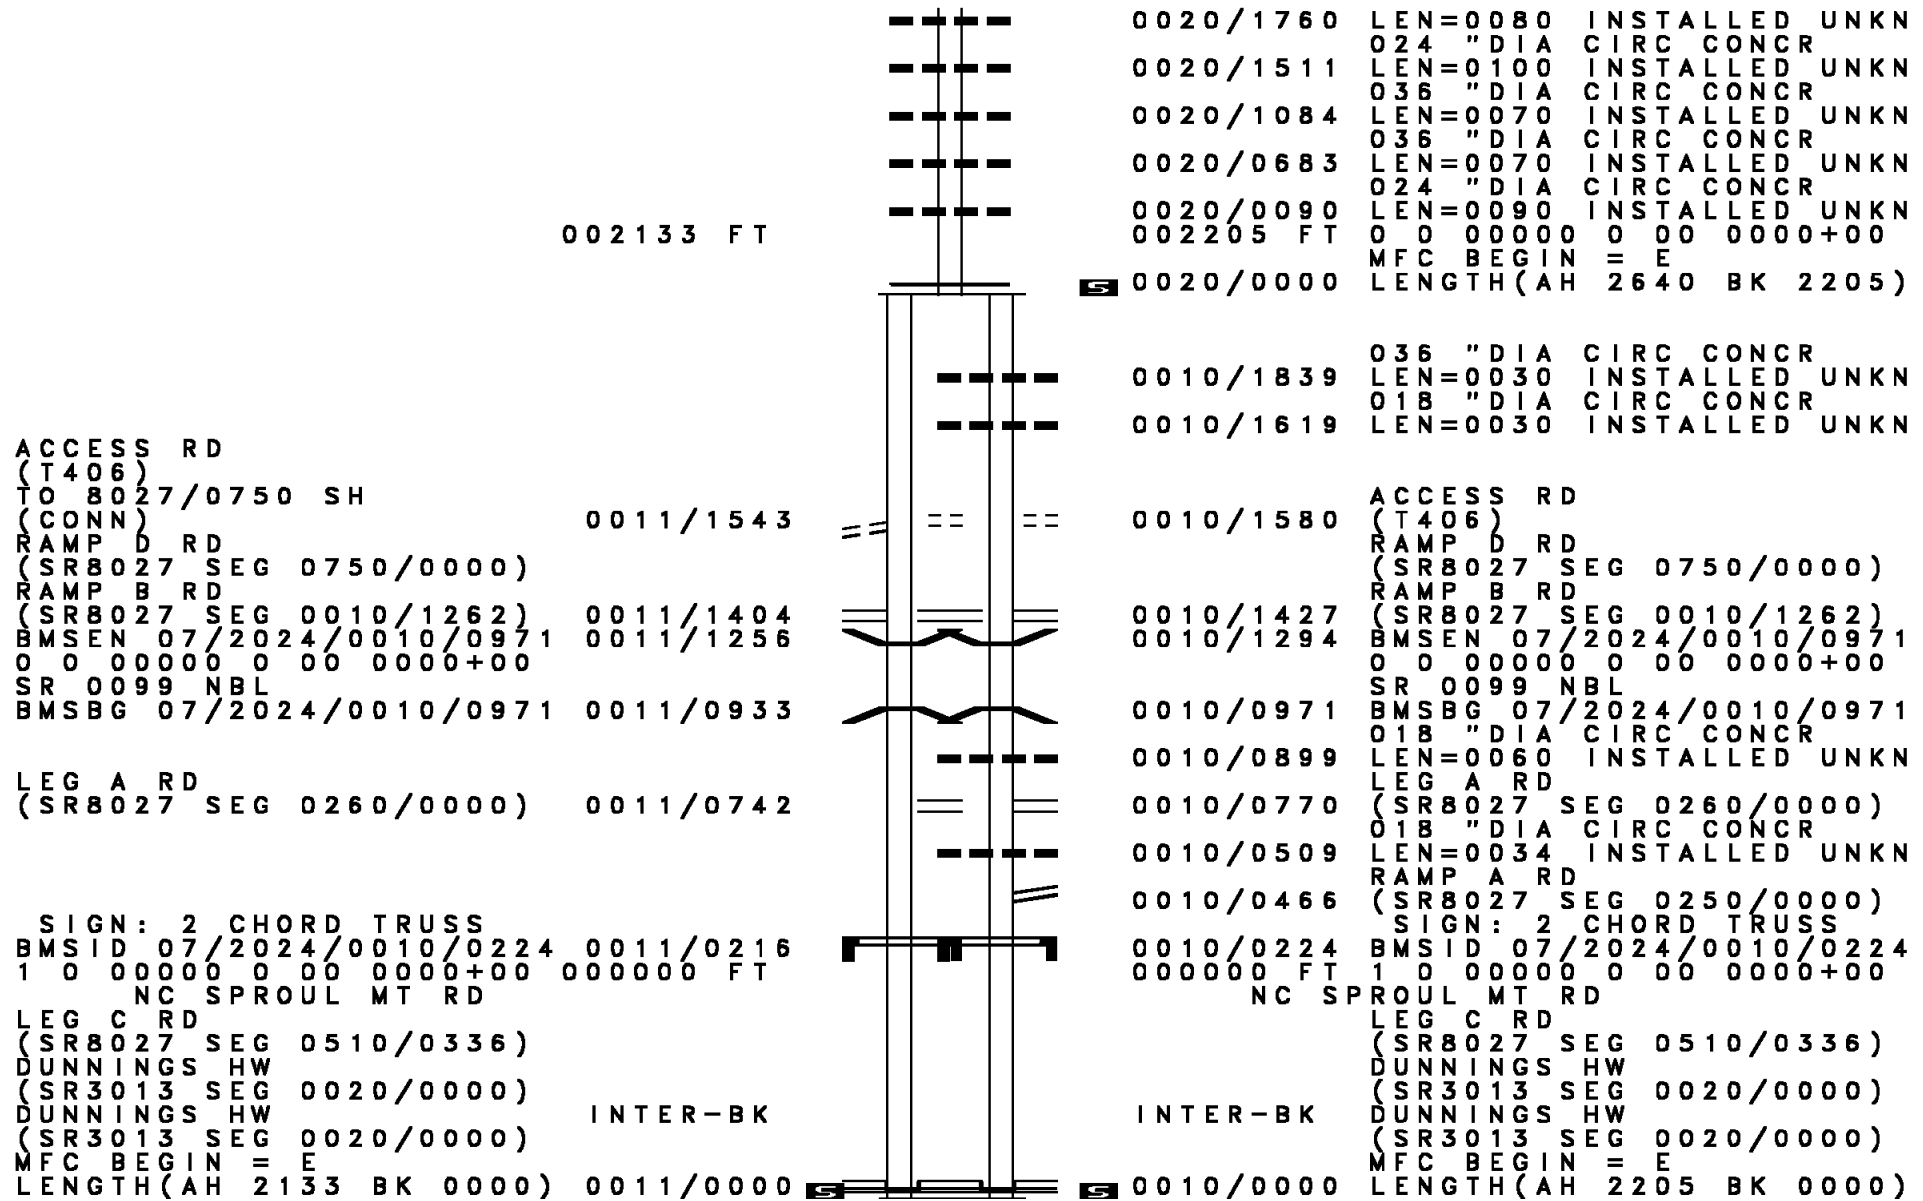 0020/1760 LEN=0080 INSTALLED UNKN
024 "DIA CIRC CONCR
0020/1511 LEN=0100 INSTALLED UNKN
036 "DIA CIRC CONCR
0020/1084 LEN=0070 INSTALLED UNKN
036 "DIA CIRC CONCR
0020/0683 LEN=0070 INSTALLED UNKN
024 "DIA CIRC CONCR
0020/0090 LEN=0090 INSTALLED UNKN
002133 FT 002205 FT 0 0 00000 0 00 0000+00
MFC BEGIN = E
S 0020/0000 LENGTH(AH 2640 BK 2205)
036 "DIA CIRC CONCR
0010/1839 LEN=0030 INSTALLED UNKN
018 "DIA CIRC CONCR
0010/1619 LEN=0030 INSTALLED UNKN
ACCESS RD
(T406)
TO 8027/0750 SH ACCESS RD
(CONN) 0011/1543 0010/1580 (T406)
RAMP D RD RAMP D RD
(SR8027 SEG 0750/0000) (SR8027 SEG 0750/0000)
RAMP B RD RAMP B RD
(SR8027 SEG 0010/1262) 0011/1404 0010/1427 (SR8027 SEG 0010/1262)
BMSEN 07/2024/0010/0971 0011/1256 0010/1294 BMSEN 07/2024/0010/0971
0 0 00000 0 00 0000+00 0 0 00000 0 00 0000+00
SR 0099 NBL SR 0099 NBL
BMSBG 07/2024/0010/0971 0011/0933 0010/0971 BMSBG 07/2024/0010/0971
018 "DIA CIRC CONCR
0010/0899 LEN=0060 INSTALLED UNKN
LEG A RD LEG A RD
(SR8027 SEG 0260/0000) 0011/0742 0010/0770 (SR8027 SEG 0260/0000)
018 "DIA CIRC CONCR
0010/0509 LEN=0034 INSTALLED UNKN
RAMP A RD
0010/0466 (SR8027 SEG 0250/0000)
SIGN: 2 CHORD TRUSS SIGN: 2 CHORD TRUSS
BMSID 07/2024/0010/0224 0011/0216 0010/0224 BMSID 07/2024/0010/0224
1 0 00000 0 00 0000+00 000000 FT 000000 FT 1 0 00000 0 00 0000+00
NC SPROUL MT RD NC SPROUL MT RD
LEG C RD LEG C RD
(SR8027 SEG 0510/0336) (SR8027 SEG 0510/0336)
DUNNINGS HW DUNNINGS HW
(SR3013 SEG 0020/0000) (SR3013 SEG 0020/0000)
DUNNINGS HW INTER-BK INTER-BK DUNNINGS HW
(SR3013 SEG 0020/0000) (SR3013 SEG 0020/0000)
MFC BEGIN = E MFC BEGIN = E
LENGTH(AH 2133 BK 0000) 0011/0000 S S 0010/0000 LENGTH(AH 2205 BK 0000)